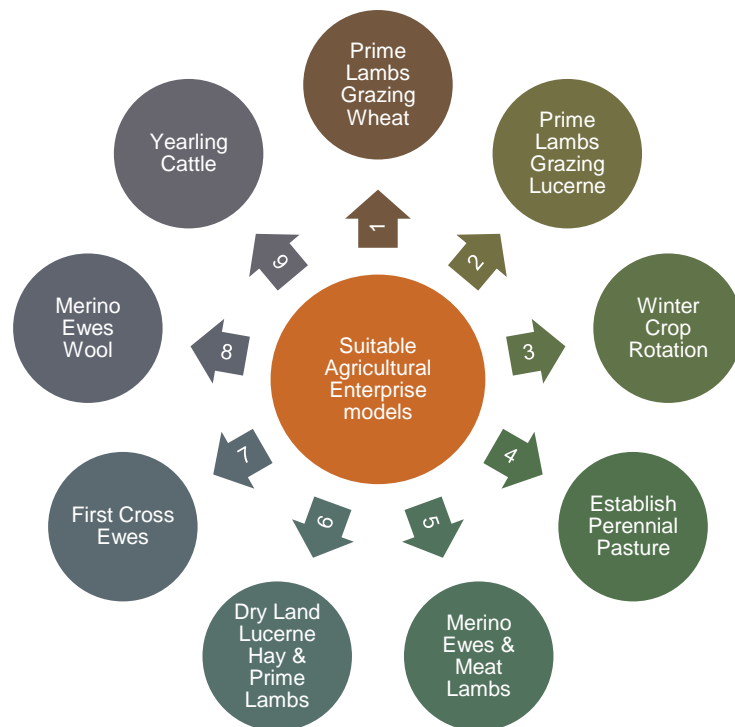 Suitable
Agricultural
Enterprise
models
1
Prime
Lambs
Grazing
Wheat
2
Prime
Lambs
Grazing
Lucerne
3
Winter
Crop
Rotation
4
Establish
Perennial
Pasture
5
Merino
Ewes &
Meat
Lambs
6
Dry Land
Lucerne
Hay &
Prime
Lambs
7
First Cross
Ewes
8
Merino
Ewes
Wool
9
Yearling
Cattle